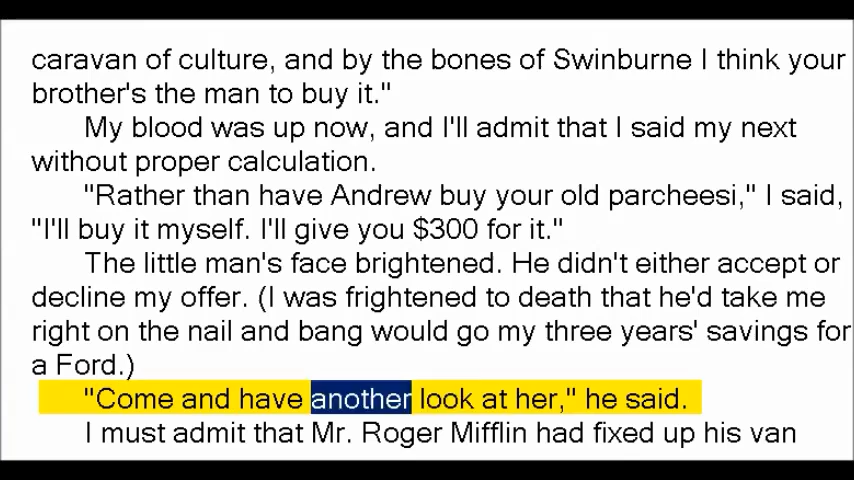 caravan of culture, and by the bones of Swinburne I think your
brother's the man to buy it."
My blood was up now, and I'll admit that I said my next
without proper calculation.
"Rather than have Andrew buy your old parcheesi," I said,
"I'll buy it myself. I'll give you $300 for it."
The little man's face brightened. He didn't either accept or
decline my offer. (I was frightened to death that he'd take me
right on the nail and bang would go my three years' savings for
a Ford.)
"Come and have another look at her," he said.
I must admit that Mr. Roger Mifflin had fixed up his van